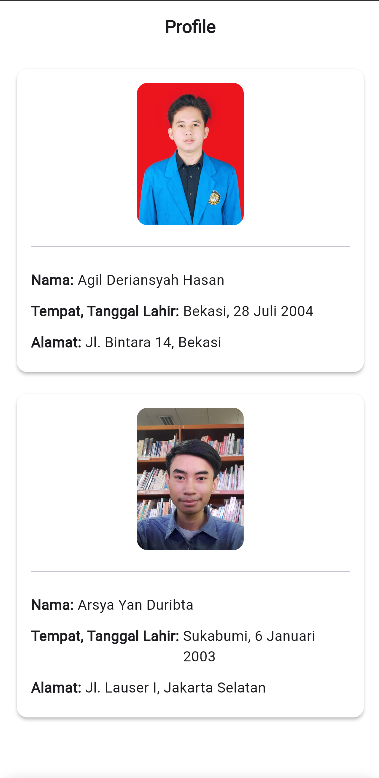 Profile
Nama: Agil Deriansyah Hasan
Tempat, Tanggal Lahir: Bekasi, 28 Juli 2004
Alamat: Jl. Bintara 14, Bekasi
Nama: Arsya Yan Duribta
Tempat, Tanggal Lahir: Sukabumi, 6 Januari
2003
Alamat: Jl. Lauser I, Jakarta Selatan